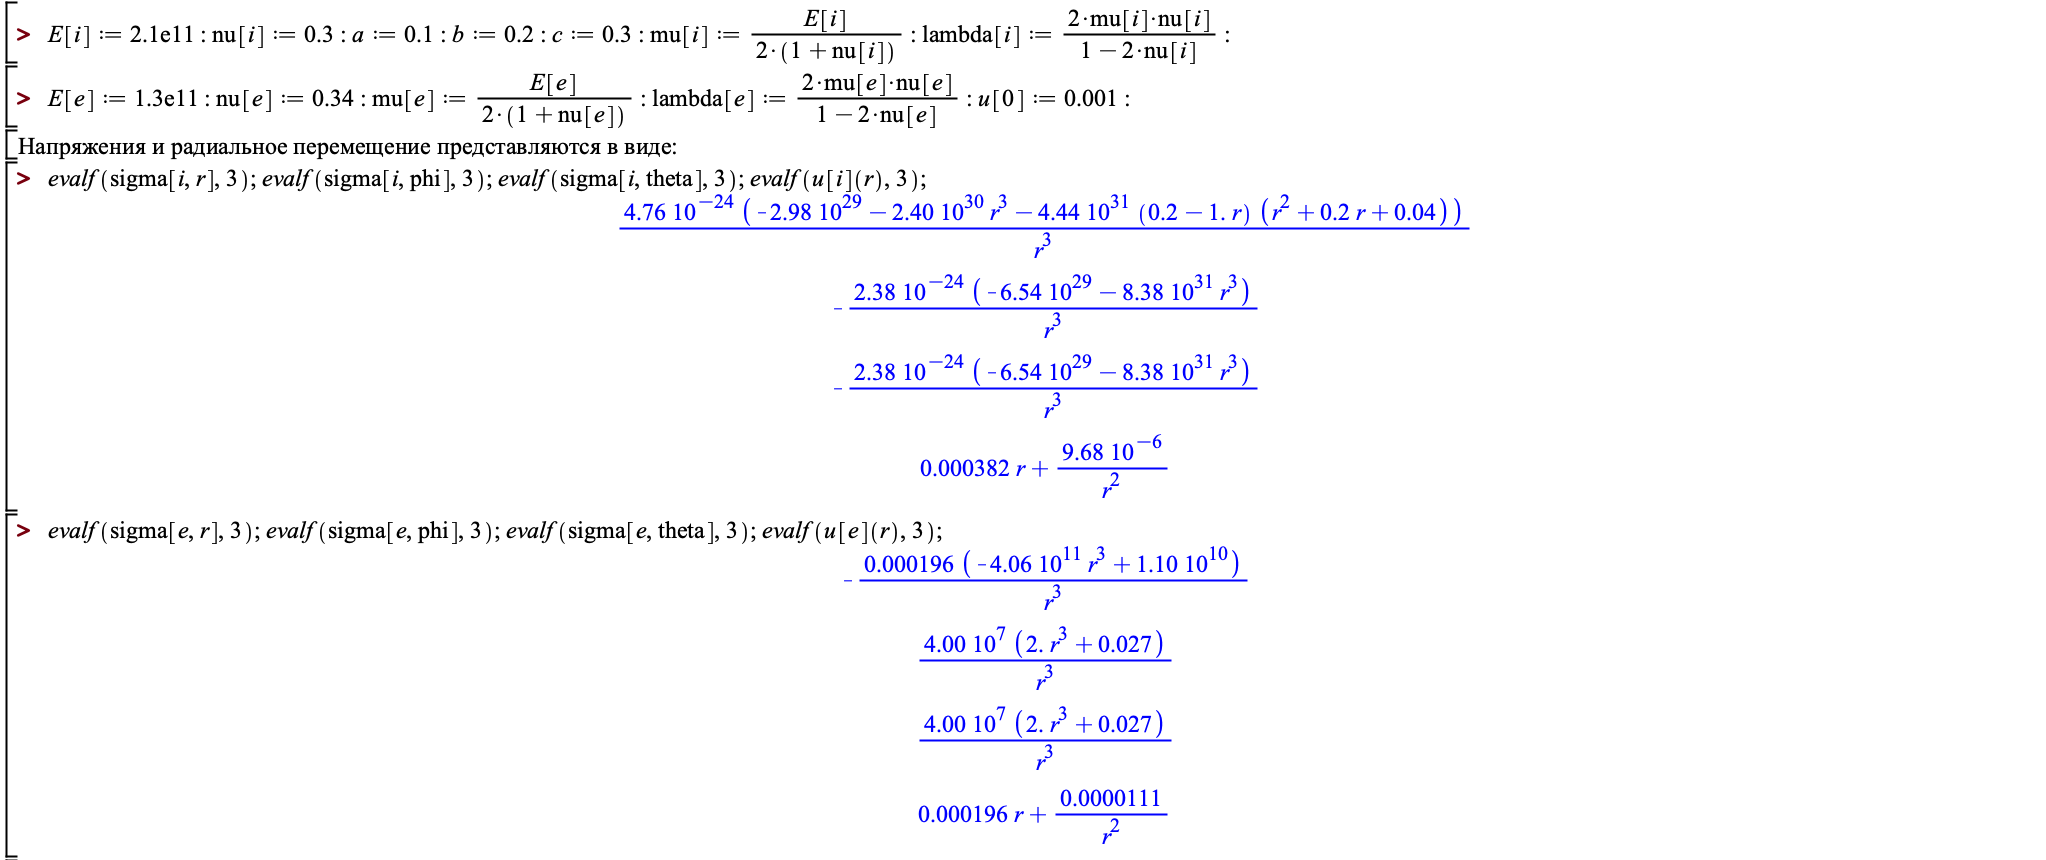 > E[i] := 2.1e11 : nu[i] := 0.3 : a := 0.1 : b := 0.2 : c := 0.3 : mu[i] := E[i] / (2·(1 + nu[i])) : lambda[i] := 2·mu[i]·nu[i] / (1 − 2·nu[i]) :
> E[e] := 1.3e11 : nu[e] := 0.34 : mu[e] := E[e] / (2·(1 + nu[e])) : lambda[e] := 2·mu[e]·nu[e] / (1 − 2·nu[e]) : u[0] := 0.001 :
Напряжения и радиальное перемещение представляются в виде:
> evalf(sigma[i, r], 3); evalf(sigma[i, phi], 3); evalf(sigma[i, theta], 3); evalf(u[i](r), 3);
4.76 10^−24 (−2.98 10^29 − 2.40 10^30 r^3 − 4.44 10^31 (0.2 − 1. r) (r^2 + 0.2 r + 0.04)) / r^3
− 2.38 10^−24 (−6.54 10^29 − 8.38 10^31 r^3) / r^3
− 2.38 10^−24 (−6.54 10^29 − 8.38 10^31 r^3) / r^3
0.000382 r + 9.68 10^−6 / r^2
> evalf(sigma[e, r], 3); evalf(sigma[e, phi], 3); evalf(sigma[e, theta], 3); evalf(u[e](r), 3);
− 0.000196 (−4.06 10^11 r^3 + 1.10 10^10) / r^3
4.00 10^7 (2. r^3 + 0.027) / r^3
4.00 10^7 (2. r^3 + 0.027) / r^3
0.000196 r + 0.0000111 / r^2